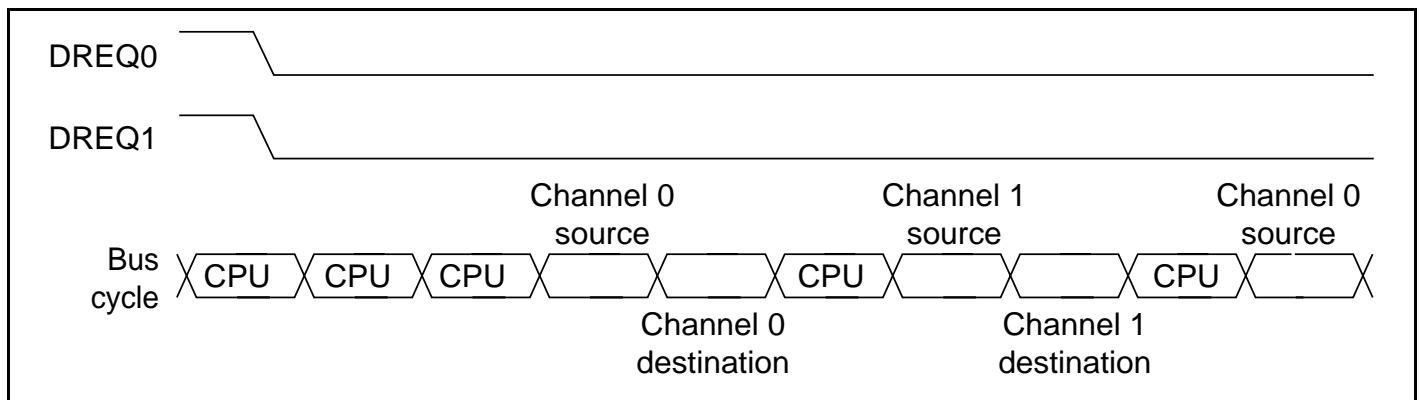 DREQ0
DREQ1
Channel 0 Channel 1 Channel 0
source source source
Bus
cycle
CPU CPU CPU CPU CPU
Channel 0 Channel 1
destination destination